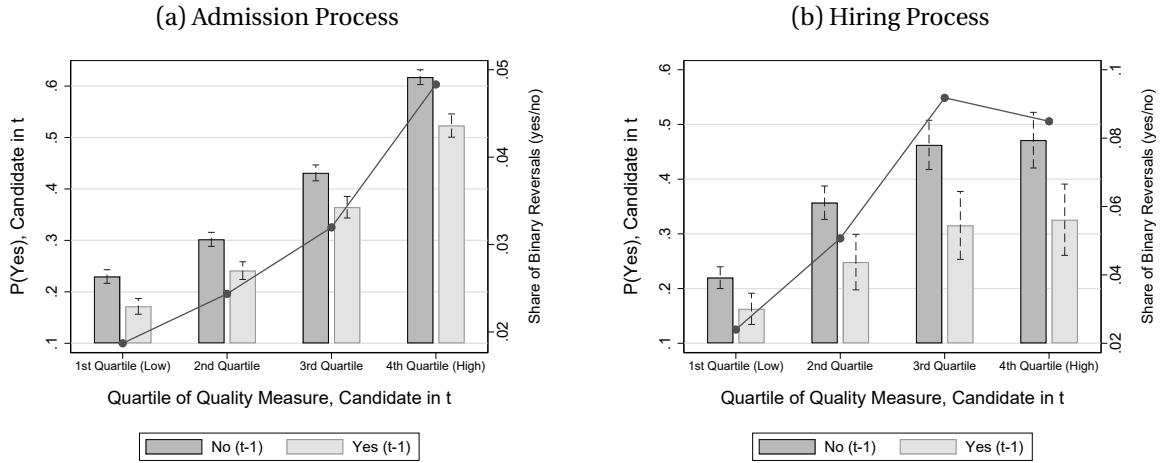 (a) Admission Process
P(Yes), Candidate in t
.1 .2 .3 .4 .5 .6
.02 .03 .04 .05
Share of Binary Reversals (yes/no)
1st Quartile (Low) 2nd Quartile 3rd Quartile 4th Quartile (High)
Quartile of Quality Measure, Candidate in t
No (t-1) Yes (t-1)
(b) Hiring Process
P(Yes), Candidate in t
.1 .2 .3 .4 .5 .6
.02 .04 .06 .08 .1
Share of Binary Reversals (yes/no)
1st Quartile (Low) 2nd Quartile 3rd Quartile 4th Quartile (High)
Quartile of Quality Measure, Candidate in t
No (t-1) Yes (t-1)